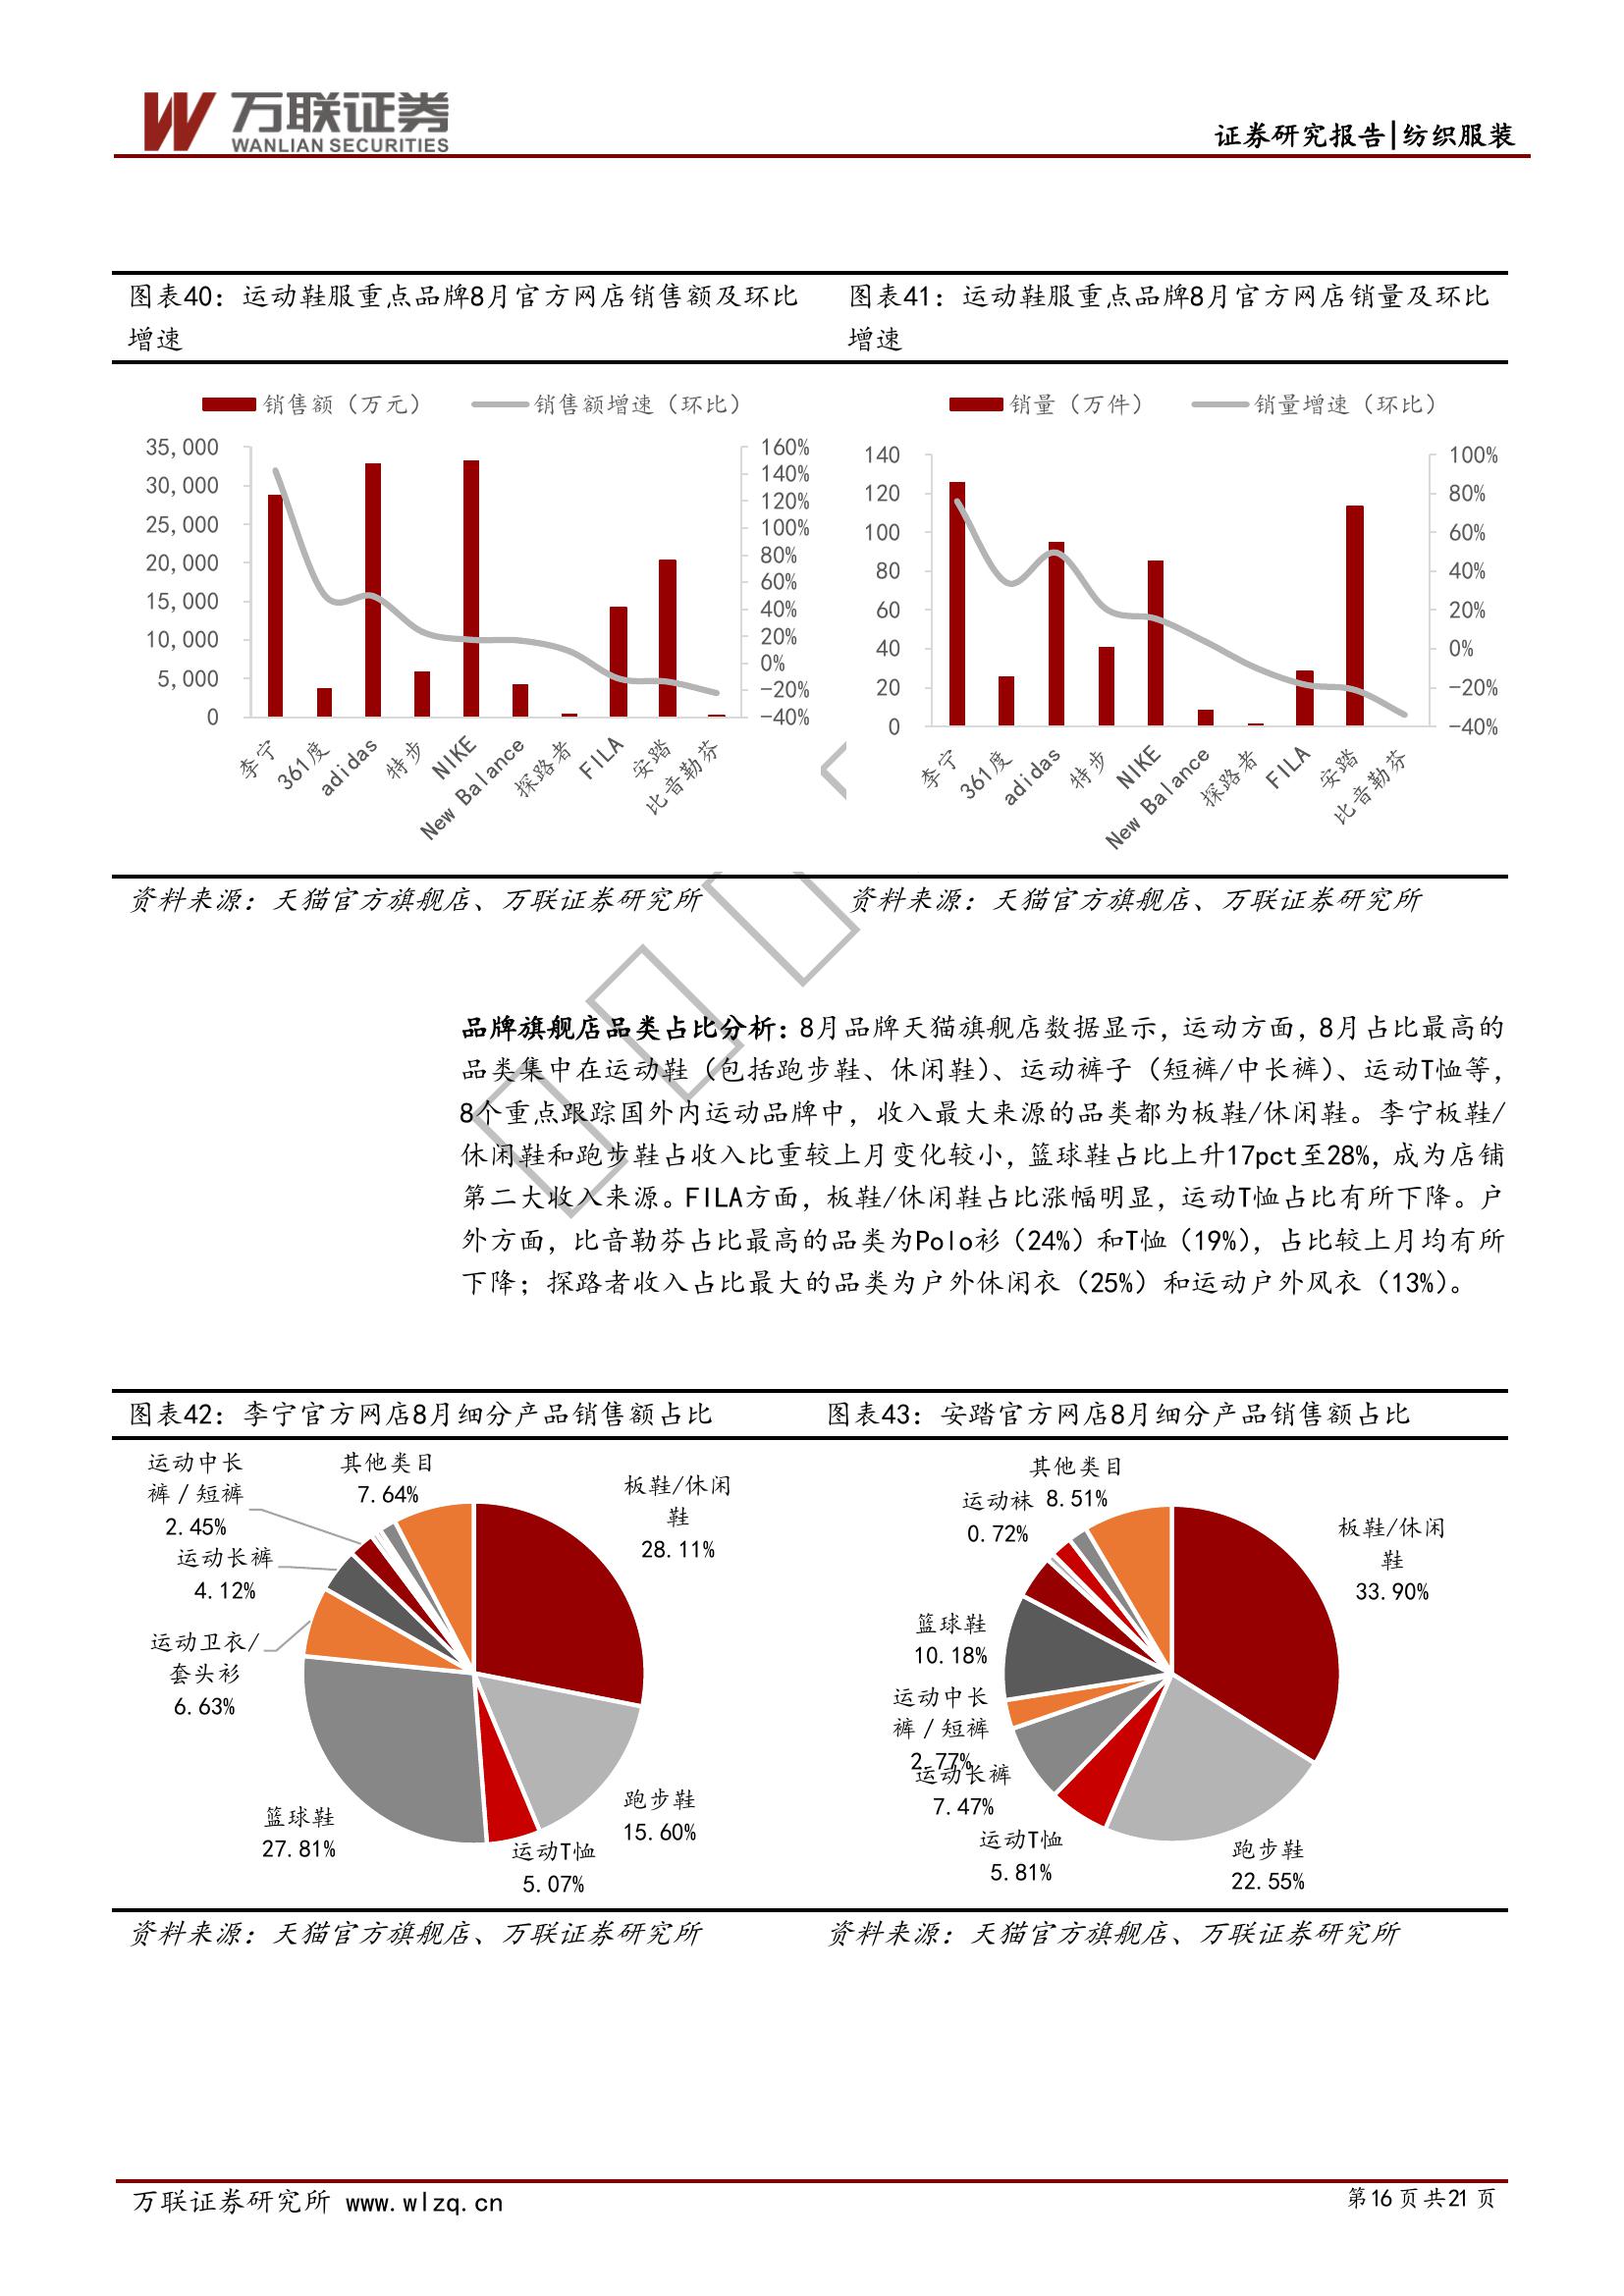 万联证券
WANLIAN SECURITIES
证券研究报告|纺织服装
图表40：运动鞋服重点品牌8月官方网店销售额及环比
增速
销售额（万元）
销售额增速（环比）
35,000
30,000
25,000
20,000
15,000
10,000
5,000
0
160%
140%
120%
100%
80%
60%
40%
20%
0%
-20%
-40%
李宁
361度
adidas
特步
NIKE
New Balance
探路者
FILA
安踏
比音勒芬
资料来源：天猫官方旗舰店、万联证券研究所
图表41：运动鞋服重点品牌8月官方网店销量及环比
增速
销量（万件）
销量增速（环比）
140
120
100
80
60
40
20
0
100%
80%
60%
40%
20%
0%
-20%
-40%
李宁
361度
adidas
特步
NIKE
New Balance
探路者
FILA
安踏
比音勒芬
资料来源：天猫官方旗舰店、万联证券研究所
品牌旗舰店品类占比分析：8月品牌天猫旗舰店数据显示，运动方面，8月占比最高的
品类集中在运动鞋（包括跑步鞋、休闲鞋）、运动裤子（短裤/中长裤）、运动T恤等，
8个重点跟踪国外内运动品牌中，收入最大来源的品类都为板鞋/休闲鞋。李宁板鞋/
休闲鞋和跑步鞋占收入比重较上月变化较小，篮球鞋占比上升17pct至28%，成为店铺
第二大收入来源。FILA方面，板鞋/休闲鞋占比涨幅明显，运动T恤占比有所下降。户
外方面，比音勒芬占比最高的品类为Polo衫（24%）和T恤（19%），占比较上月均有所
下降；探路者收入占比最大的品类为户外休闲衣（25%）和运动户外风衣（13%）。
图表42：李宁官方网店8月细分产品销售额占比
运动中长
裤/短裤
2.45%
其他类目
7.64%
板鞋/休闲
鞋
28.11%
运动长裤
4.12%
运动卫衣/
套头衫
6.63%
篮球鞋
27.81%
运动T恤
5.07%
跑步鞋
15.60%
资料来源：天猫官方旗舰店、万联证券研究所
图表43：安踏官方网店8月细分产品销售额占比
其他类目
8.51%
运动袜
0.72%
板鞋/休闲
鞋
33.90%
篮球鞋
10.18%
运动中长
裤/短裤
2.77%
运动长裤
7.47%
运动T恤
5.81%
跑步鞋
22.55%
资料来源：天猫官方旗舰店、万联证券研究所
万联证券研究所 www.wlzq.cn
第16页共21页